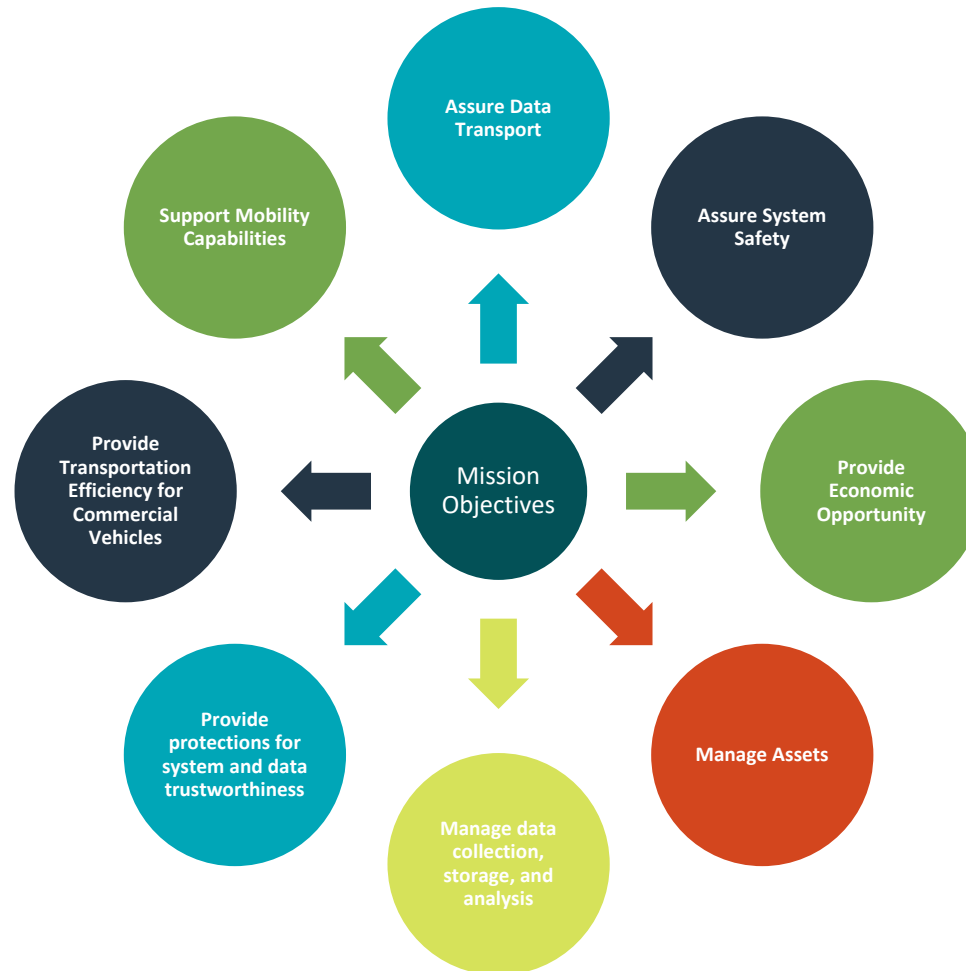 Assure Data
Transport
Support Mobility
Capabilities
Assure System
Safety
Provide
Transportation
Efficiency for
Commercial
Vehicles
Mission
Objectives
Provide
Economic
Opportunity
Provide
protections for
system and data
trustworthiness
Manage Assets
Manage data
collection,
storage, and
analysis